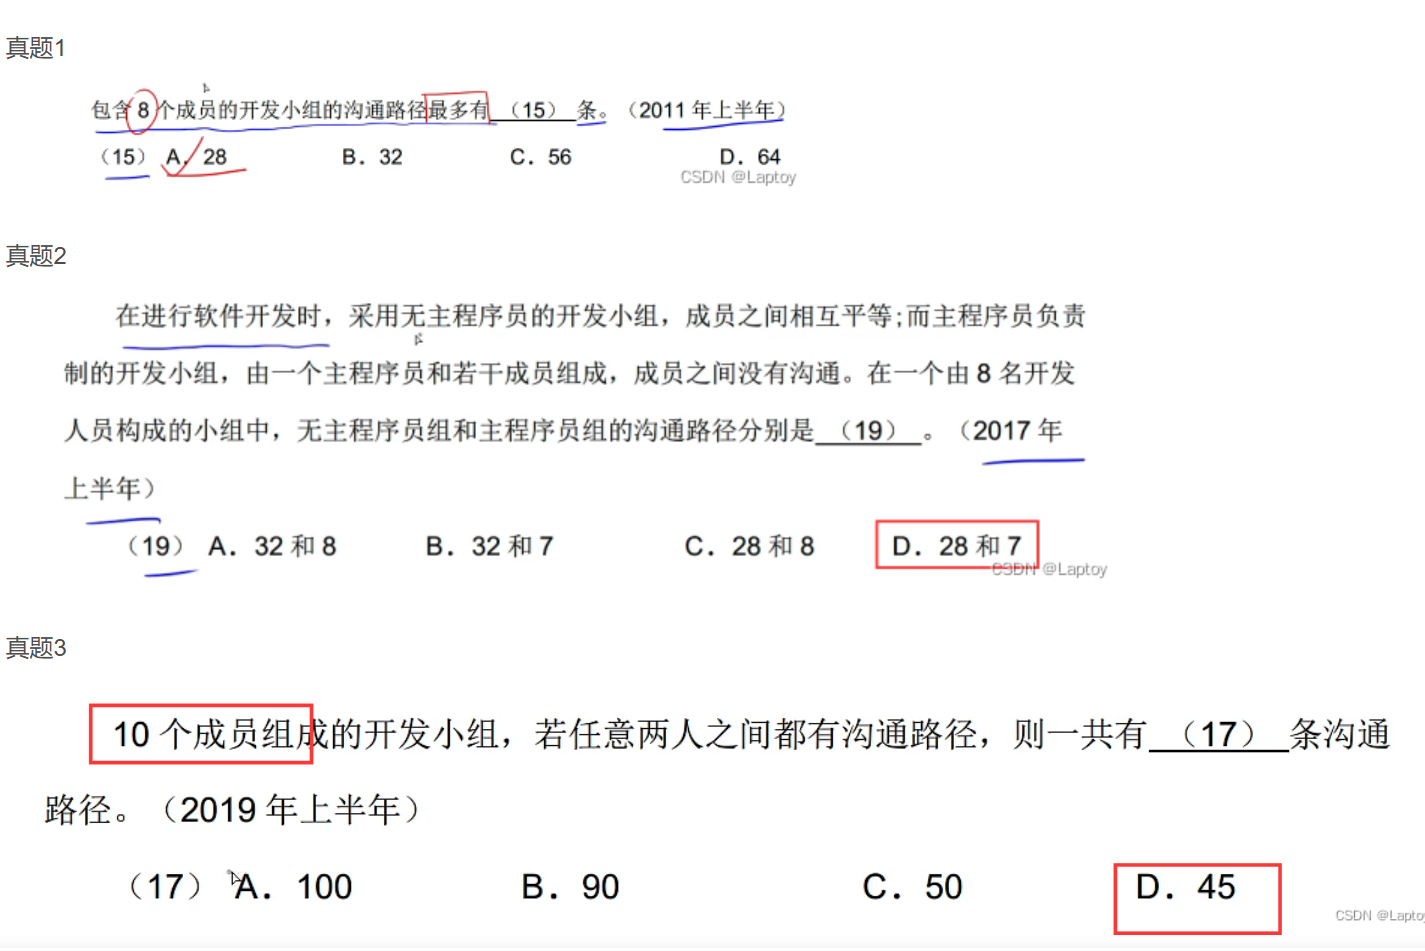 真题1
包含 8 个成员的开发小组的沟通路径最多有 （15） 条。（2011 年上半年）
（15） A. 28 B. 32 C. 56 D. 64
CSDN @Laptoy
真题2
在进行软件开发时，采用无主程序员的开发小组，成员之间相互平等;而主程序员负责
制的开发小组，由一个主程序员和若干成员组成，成员之间没有沟通。在一个由 8 名开发
人员构成的小组中，无主程序员组和主程序员组的沟通路径分别是 （19） 。（2017 年
上半年）
（19） A. 32 和 8 B. 32 和 7 C. 28 和 8 D. 28 和 7
CSDN @Laptoy
真题3
10 个成员组成的开发小组，若任意两人之间都有沟通路径，则一共有 （17） 条沟通
路径。（2019 年上半年）
（17） A. 100 B. 90 C. 50 D. 45
CSDN @Laptoy